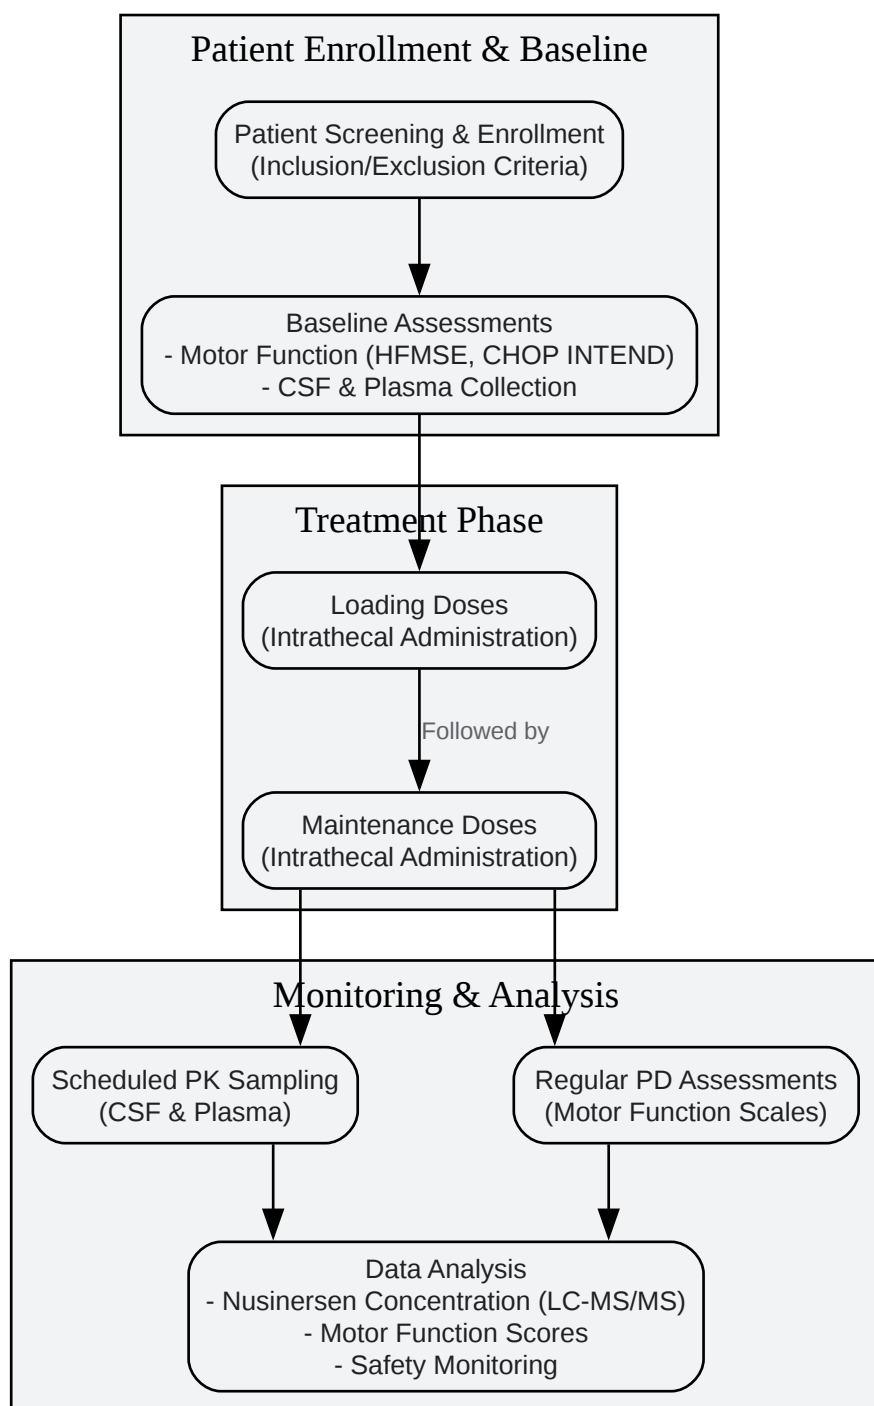 Patient Enrollment & Baseline
Patient Screening & Enrollment
(Inclusion/Exclusion Criteria)
Baseline Assessments
- Motor Function (HFMSE, CHOP INTEND)
- CSF & Plasma Collection
Treatment Phase
Loading Doses
(Intrathecal Administration)
Followed by
Maintenance Doses
(Intrathecal Administration)
Monitoring & Analysis
Scheduled PK Sampling
(CSF & Plasma)
Regular PD Assessments
(Motor Function Scales)
Data Analysis
- Nusinersen Concentration (LC-MS/MS)
- Motor Function Scores
- Safety Monitoring